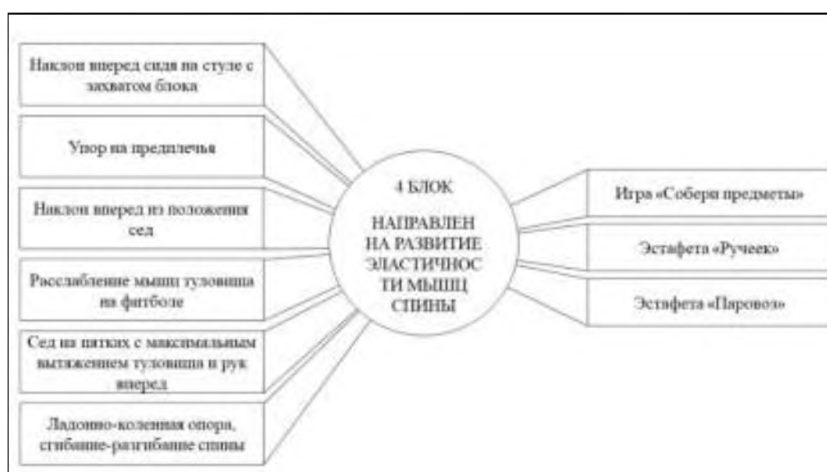 Наклон вперед сидя на стуле с
захватом блока
Упор на предплечья
Наклон вперед из положения
сед
Расслабление мышц туловища
на фитболе
Сед на пятках с максимальным
вытяжением туловища и рук
вперед
Ладонно-коленная опора,
сгибание-разгибание спины
4 БЛОК
НАПРАВЛЕН
НА РАЗВИТИЕ
ЭЛАСТИЧНОС
ТИ МЫШЦ
СПИНЫ
Игра «Собери предметы»
Эстафета «Ручеек»
Эстафета «Паровоз»